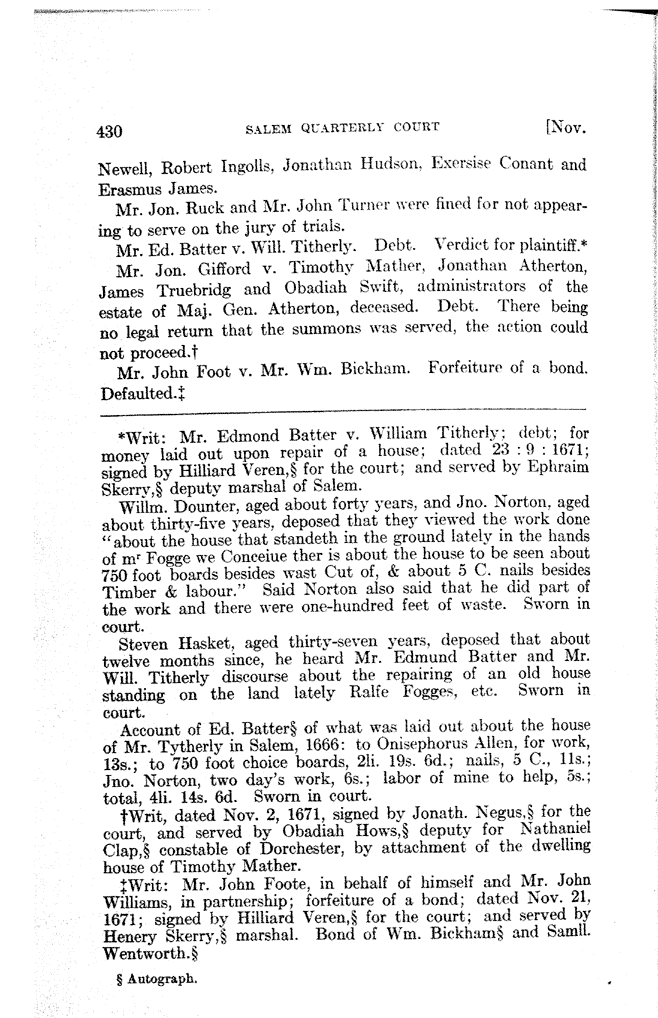 430 SALEM QUARTERLY COURT [Nov.
Newell, Robert Ingolls, Jonathan Hudson, Exersise Conant and
Erasmus James.
Mr. Jon. Ruck and Mr. John Turner were fined for not appear-
ing to serve on the jury of trials.
Mr. Ed. Batter v. Will. Titherly. Debt. Verdict for plaintiff.*
Mr. Jon. Gifford v. Timothy Mather, Jonathan Atherton,
James Truebridg and Obadiah Swift, administrators of the
estate of Maj. Gen. Atherton, deceased. Debt. There being
no legal return that the summons was served, the action could
not proceed.†
Mr. John Foot v. Mr. Wm. Bickham. Forfeiture of a bond.
Defaulted.‡
*Writ: Mr. Edmond Batter v. William Titherly; debt; for
money laid out upon repair of a house; dated 23 : 9 : 1671;
signed by Hilliard Veren,§ for the court; and served by Ephraim
Skerry,§ deputy marshal of Salem.
Willm. Dounter, aged about forty years, and Jno. Norton, aged
about thirty-five years, deposed that they viewed the work done
"about the house that standeth in the ground lately in the hands
of mʳ Fogge we Conceiue ther is about the house to be seen about
750 foot boards besides wast Cut of, & about 5 C. nails besides
Timber & labour." Said Norton also said that he did part of
the work and there were one-hundred feet of waste. Sworn in
court.
Steven Hasket, aged thirty-seven years, deposed that about
twelve months since, he heard Mr. Edmund Batter and Mr.
Will. Titherly discourse about the repairing of an old house
standing on the land lately Ralfe Fogges, etc. Sworn in
court.
Account of Ed. Batter§ of what was laid out about the house
of Mr. Tytherly in Salem, 1666: to Onisephorus Allen, for work,
13s.; to 750 foot choice boards, 2li. 19s. 6d.; nails, 5 C., 11s.;
Jno. Norton, two day's work, 6s.; labor of mine to help, 5s.;
total, 4li. 14s. 6d. Sworn in court.
†Writ, dated Nov. 2, 1671, signed by Jonath. Negus,§ for the
court, and served by Obadiah Hows,§ deputy for Nathaniel
Clap,§ constable of Dorchester, by attachment of the dwelling
house of Timothy Mather.
‡Writ: Mr. John Foote, in behalf of himself and Mr. John
Williams, in partnership; forfeiture of a bond; dated Nov. 21,
1671; signed by Hilliard Veren,§ for the court; and served by
Henery Skerry,§ marshal. Bond of Wm. Bickham§ and Samll.
Wentworth.§
§ Autograph.